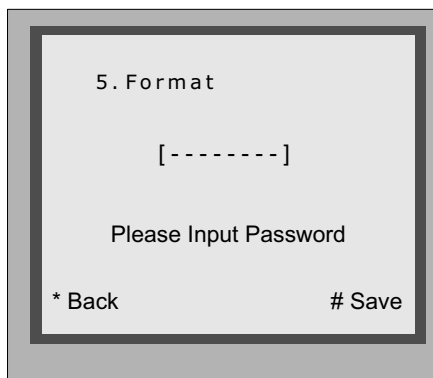 5.Format
[--------]
Please Input Password
* Back # Save